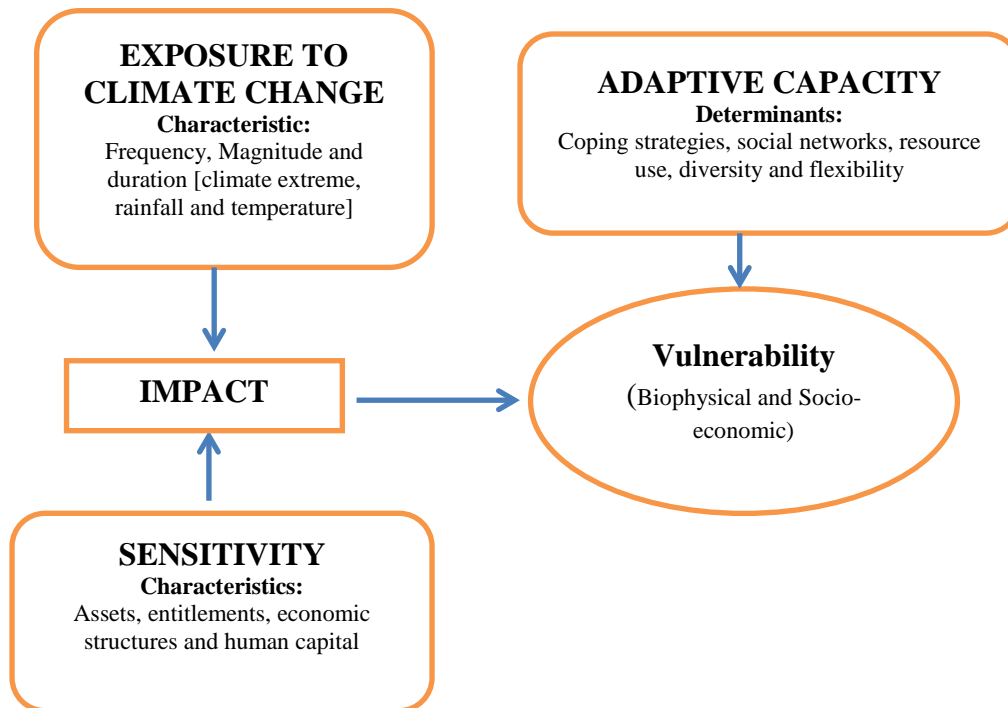 EXPOSURE TO
CLIMATE CHANGE
Characteristic:
Frequency, Magnitude and
duration [climate extreme,
rainfall and temperature]
ADAPTIVE CAPACITY
Determinants:
Coping strategies, social networks, resource
use, diversity and flexibility
IMPACT
Vulnerability
(Biophysical and Socio-
economic)
SENSITIVITY
Characteristics:
Assets, entitlements, economic
structures and human capital